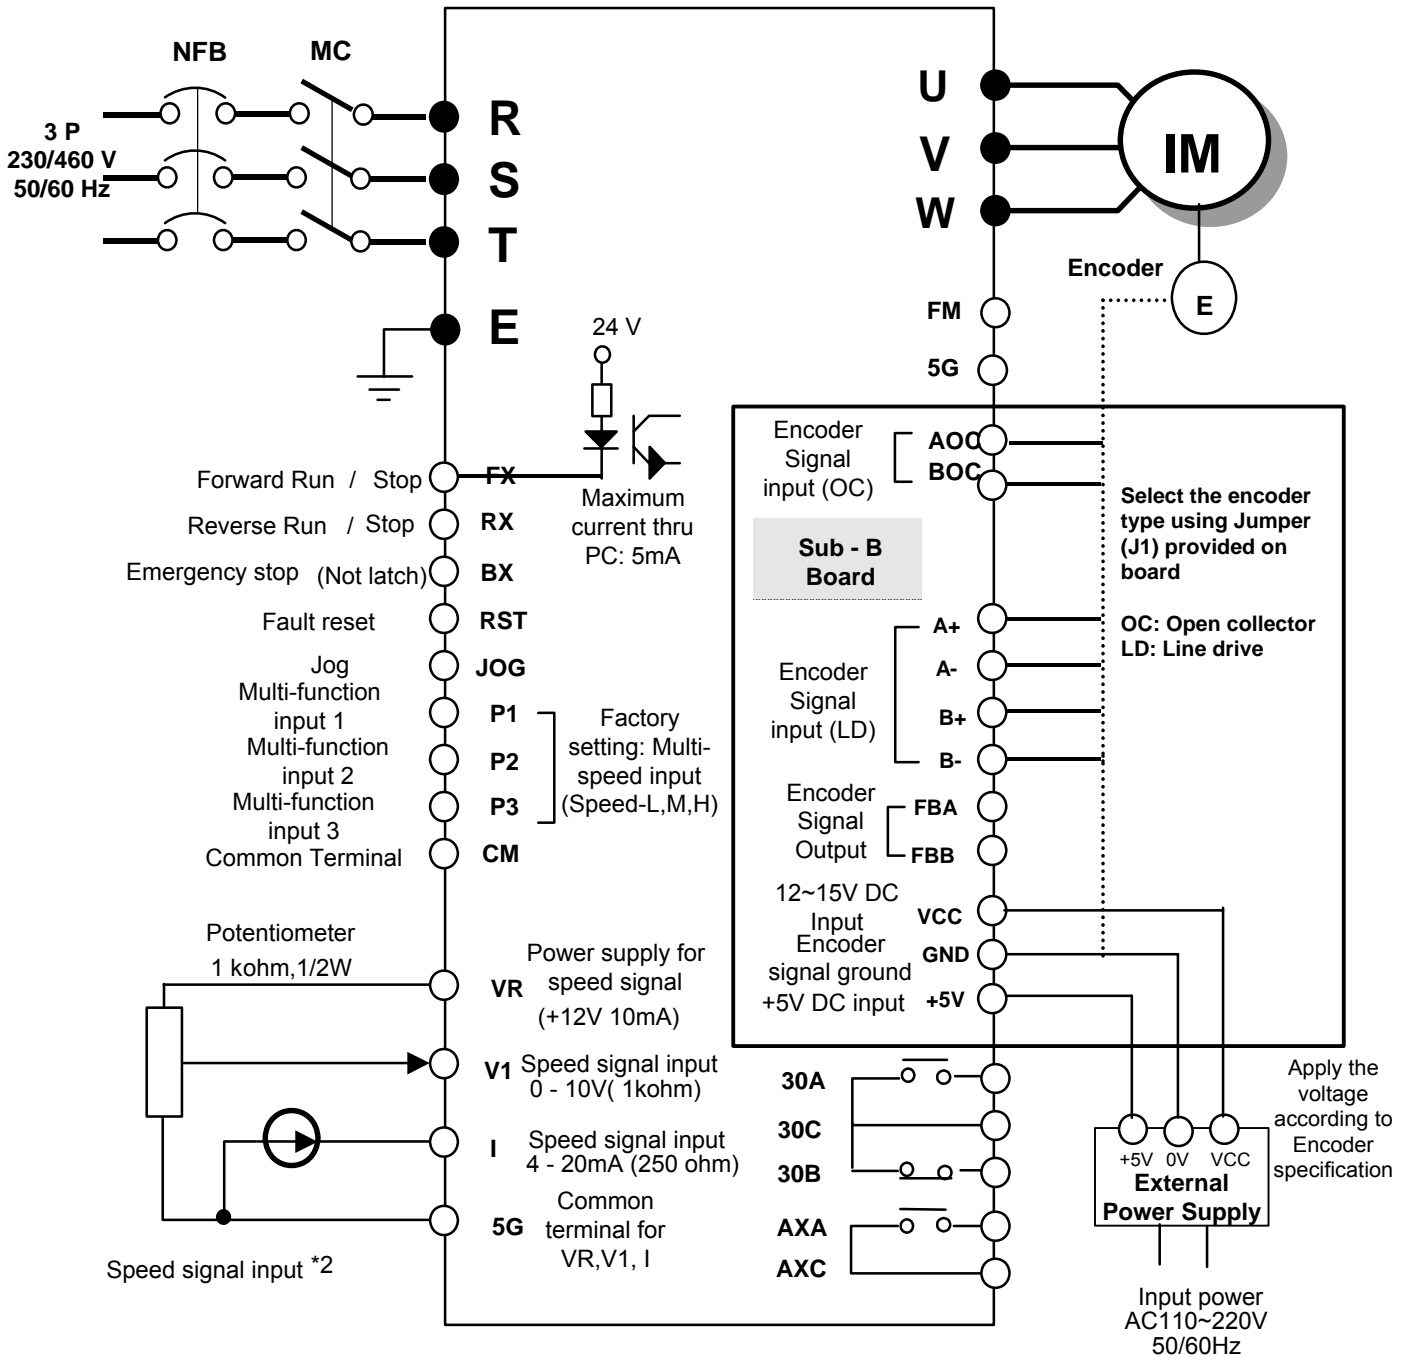 NFB
MC
3 P
230/460 V
50/60 Hz
R
S
T
E
U
V
W
IM
Encoder
E
FM
5G
24 V
Maximum
current thru
PC: 5mA
Forward Run / Stop
FX
Reverse Run / Stop
RX
Emergency stop (Not latch)
BX
Fault reset
RST
Jog
JOG
Multi-function
input 1
P1
Multi-function
input 2
P2
Multi-function
input 3
P3
Factory
setting: Multi-
speed input
(Speed-L,M,H)
Common Terminal
CM
Potentiometer
1 kohm,1/2W
VR
Power supply for
speed signal
(+12V 10mA)
V1
Speed signal input
0 - 10V( 1kohm)
I
Speed signal input
4 - 20mA (250 ohm)
5G
Common
terminal for
VR,V1, I
Speed signal input *2
Encoder
Signal
input (OC)
AOC
BOC
Sub - B
Board
Select the encoder
type using Jumper
(J1) provided on
board
OC: Open collector
LD: Line drive
Encoder
Signal
input (LD)
A+
A-
B+
B-
Encoder
Signal
Output
FBA
FBB
12~15V DC
Input
VCC
Encoder
signal ground
GND
+5V DC input
+5V
30A
30C
30B
AXA
AXC
Apply the
voltage
according to
Encoder
specification
+5V 0V VCC
External
Power Supply
Input power
AC110~220V
50/60Hz